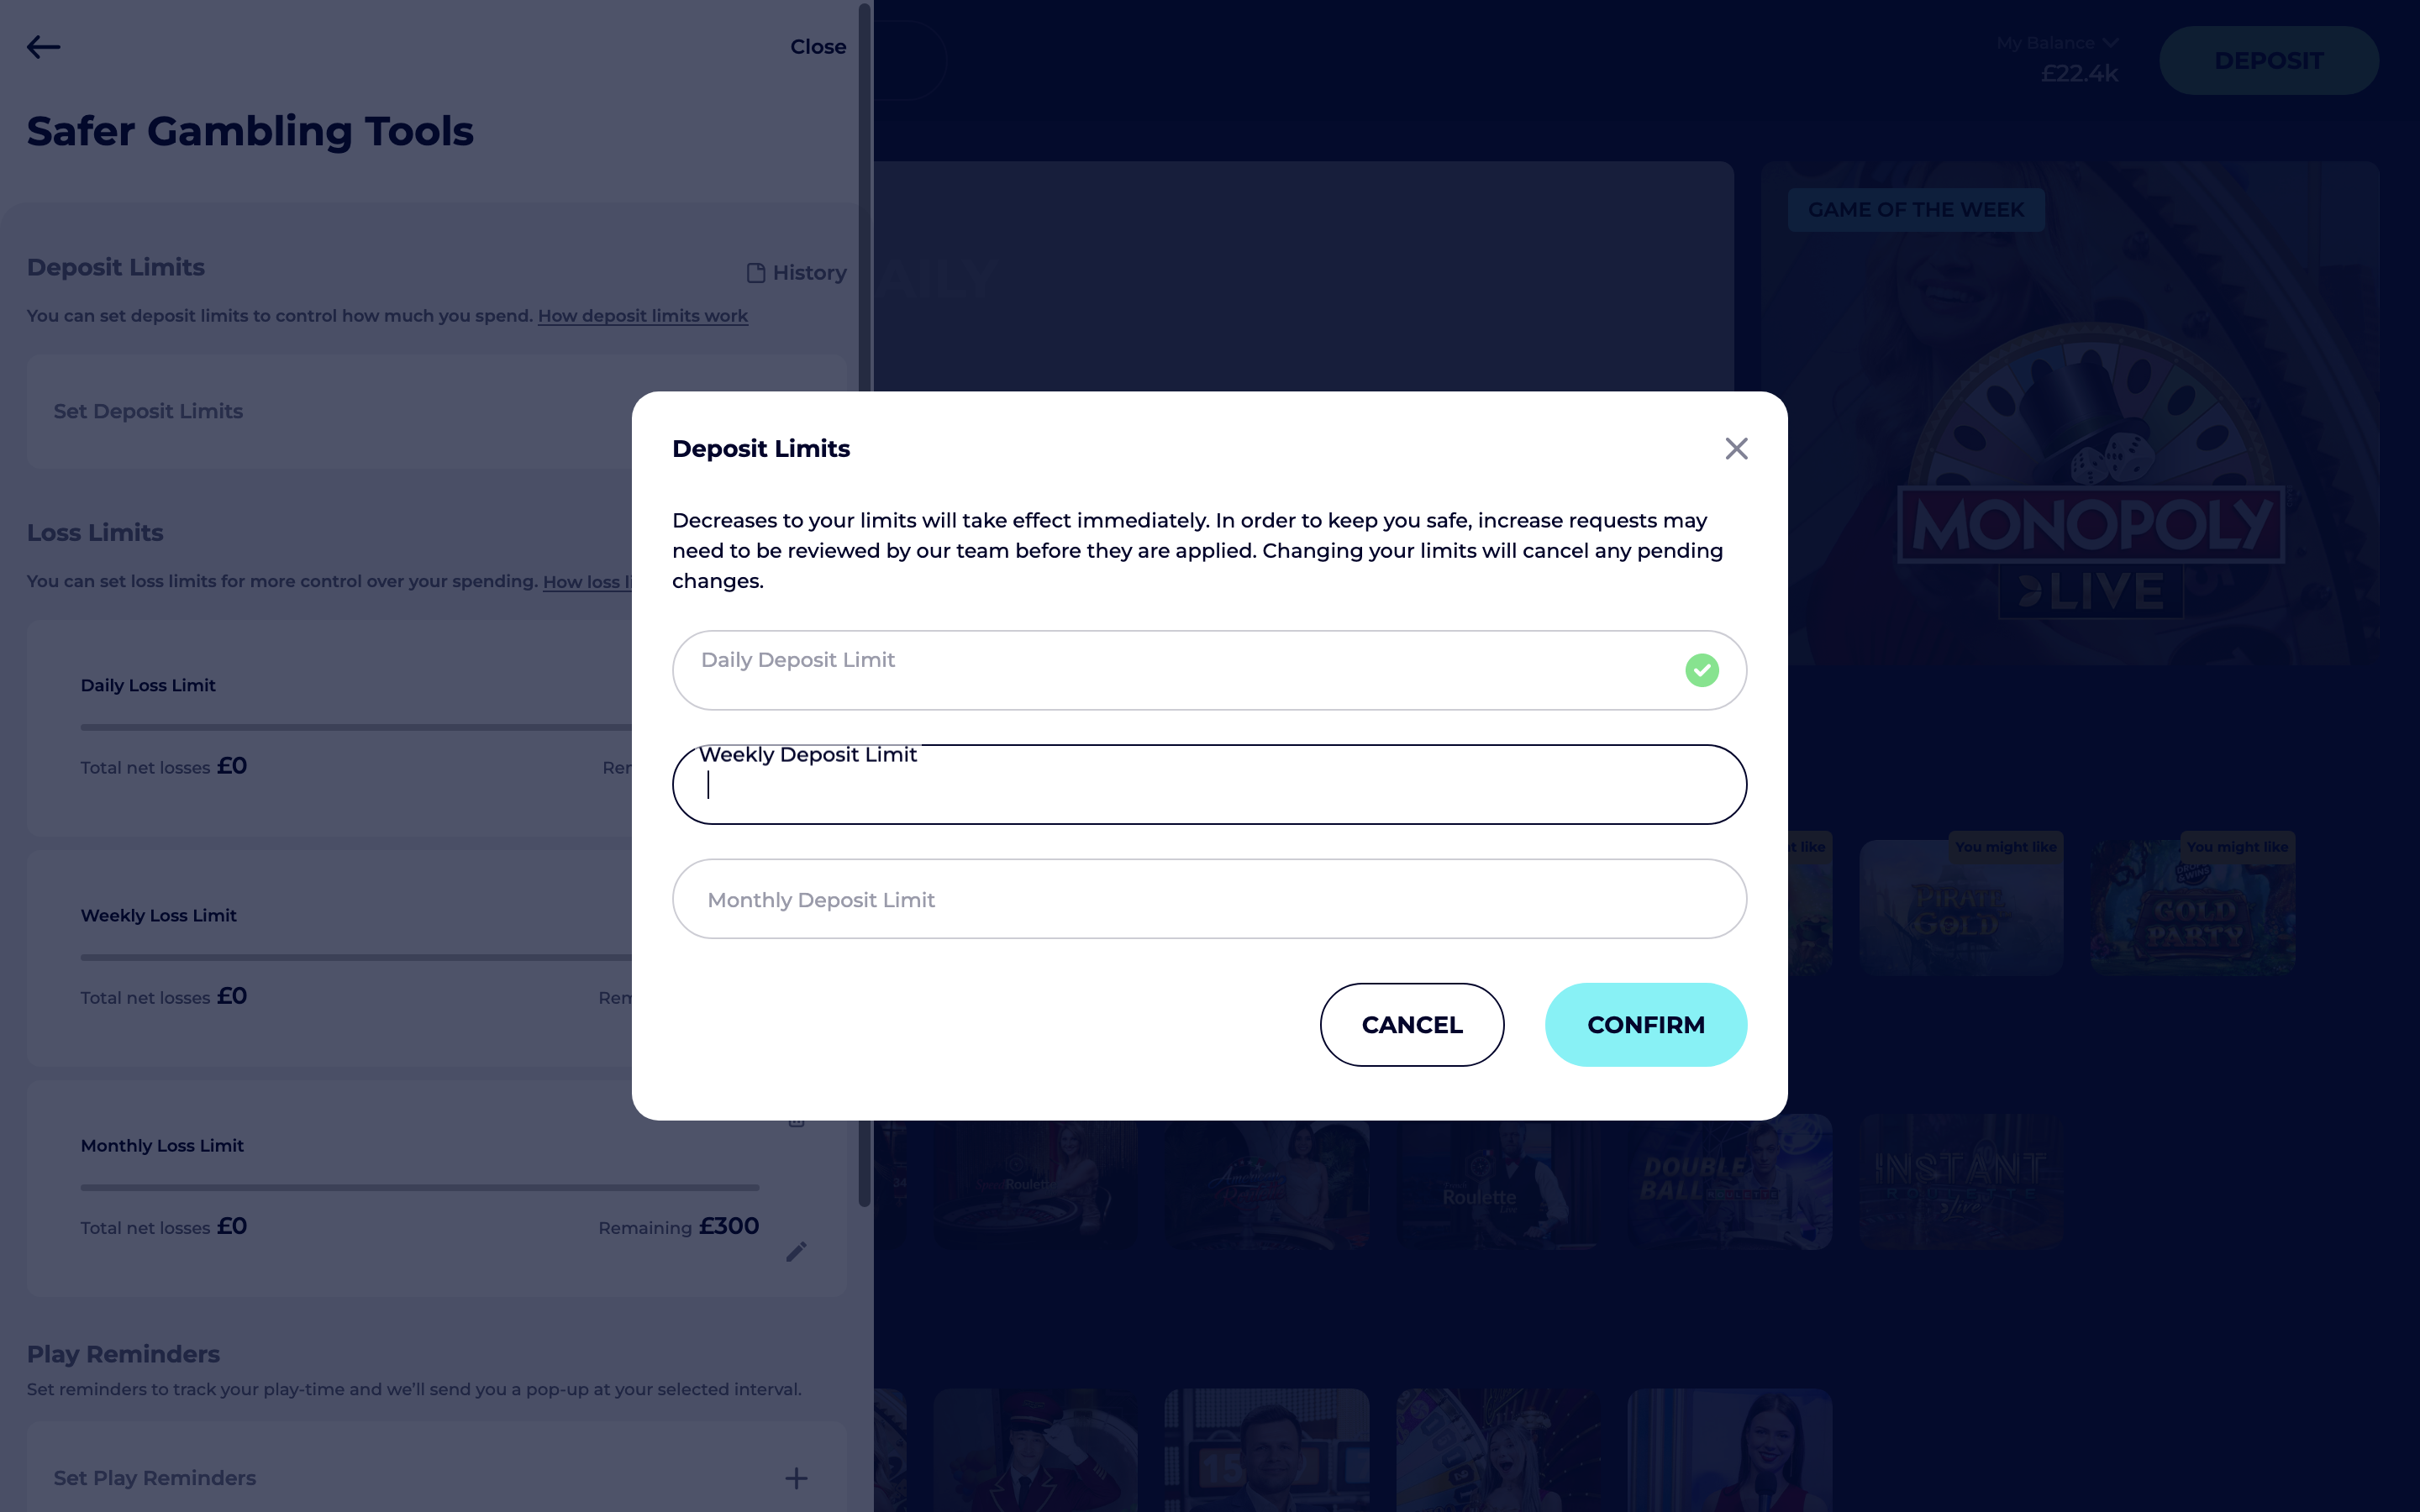 Close
Safer Gambling Tools
Deposit Limits
History
You can set deposit limits to control how much you spend. How deposit limits work
Set Deposit Limits
Loss Limits
You can set loss limits for more control over your spending. How loss
Daily Loss Limit
Total net losses £0
Weekly Loss Limit
Total net losses £0
Monthly Loss Limit
Total net losses £0
Remaining £300
Play Reminders
Set reminders to track your play-time and we'll send you a pop-up at your selected interval.
Set Play Reminders
My Balance
£22.4k
DEPOSIT
AILY
GAME OF THE WEEK
MONOPOLY
LIVE
Deposit Limits
Decreases to your limits will take effect immediately. In order to keep you safe, increase requests may
need to be reviewed by our team before they are applied. Changing your limits will cancel any pending
changes.
Daily Deposit Limit
Weekly Deposit Limit
Monthly Deposit Limit
CANCEL
CONFIRM
like
You might like
You might like
PIRATE
GOLD
GOLD
PARTY
24
Roulette
Roulette
Live
DOUBLE
BALL
INSTANT